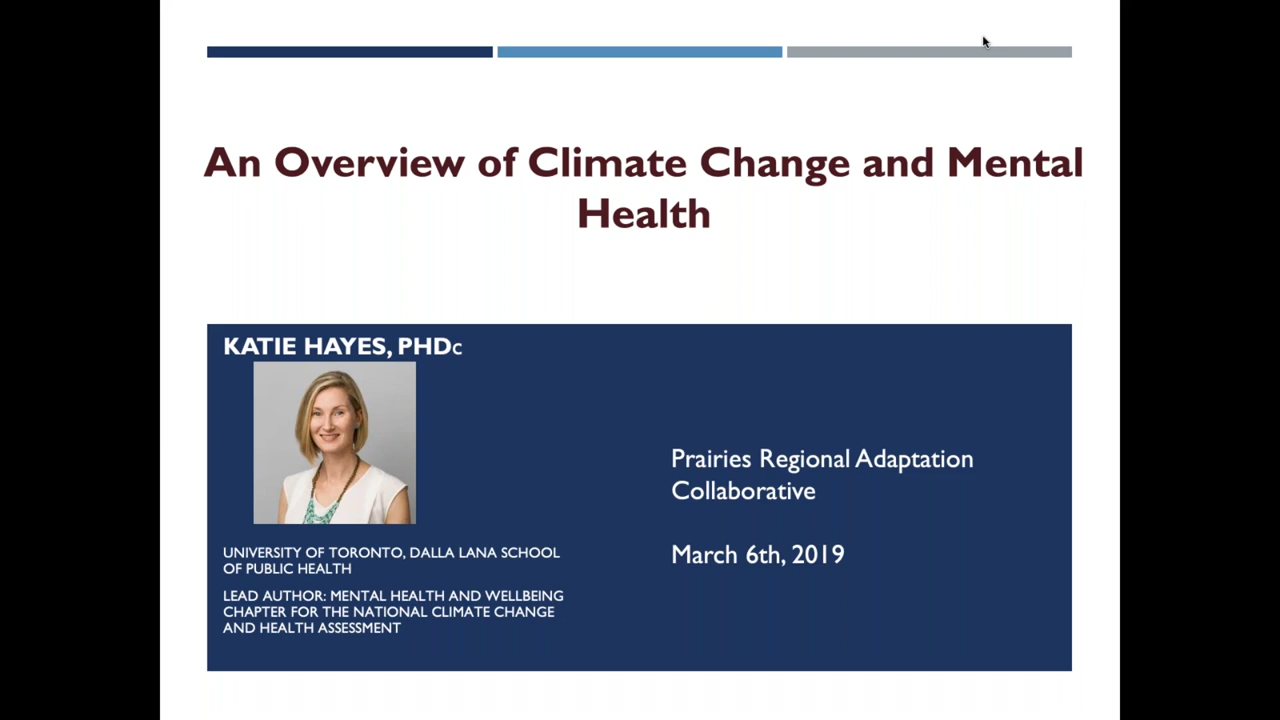 An Overview of Climate Change and Mental
Health
KATIE HAYES, PHDC
UNIVERSITY OF TORONTO, DALLA LANA SCHOOL
OF PUBLIC HEALTH
LEAD AUTHOR: MENTAL HEALTH AND WELLBEING
CHAPTER FOR THE NATIONAL CLIMATE CHANGE
AND HEALTH ASSESSMENT
Prairies Regional Adaptation
Collaborative
March 6th, 2019